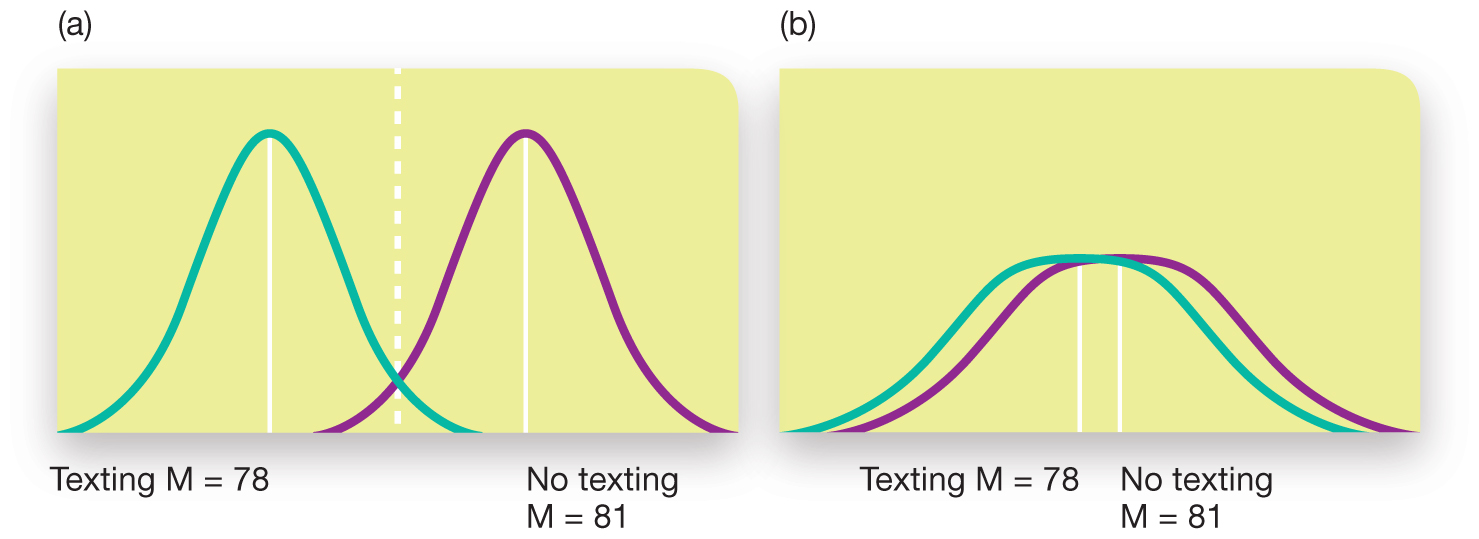 (a)
Texting M = 78
No texting
M = 81
(b)
Texting M = 78
No texting
M = 81